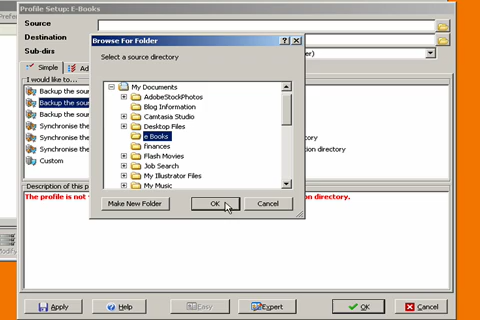 Profile Setup: E-Books
Source
Destination
Sub-dirs
Simple
I would like to...
Backup the sou
Backup the sou
Backup the sou
Synchronise the
Synchronise the
Synchronise the
Custom
ion directory
Description of this p
The profile is not
on directory.
Browse For Folder
Select a source directory
My Documents
AdobeStockPhotos
Blog Information
Camtasia Studio
Desktop Files
e Books
finances
Flash Movies
Job Search
My Illustrator Files
My Music
Make New Folder
OK
Cancel
Apply
Help
Easy
Expert
OK
Cancel